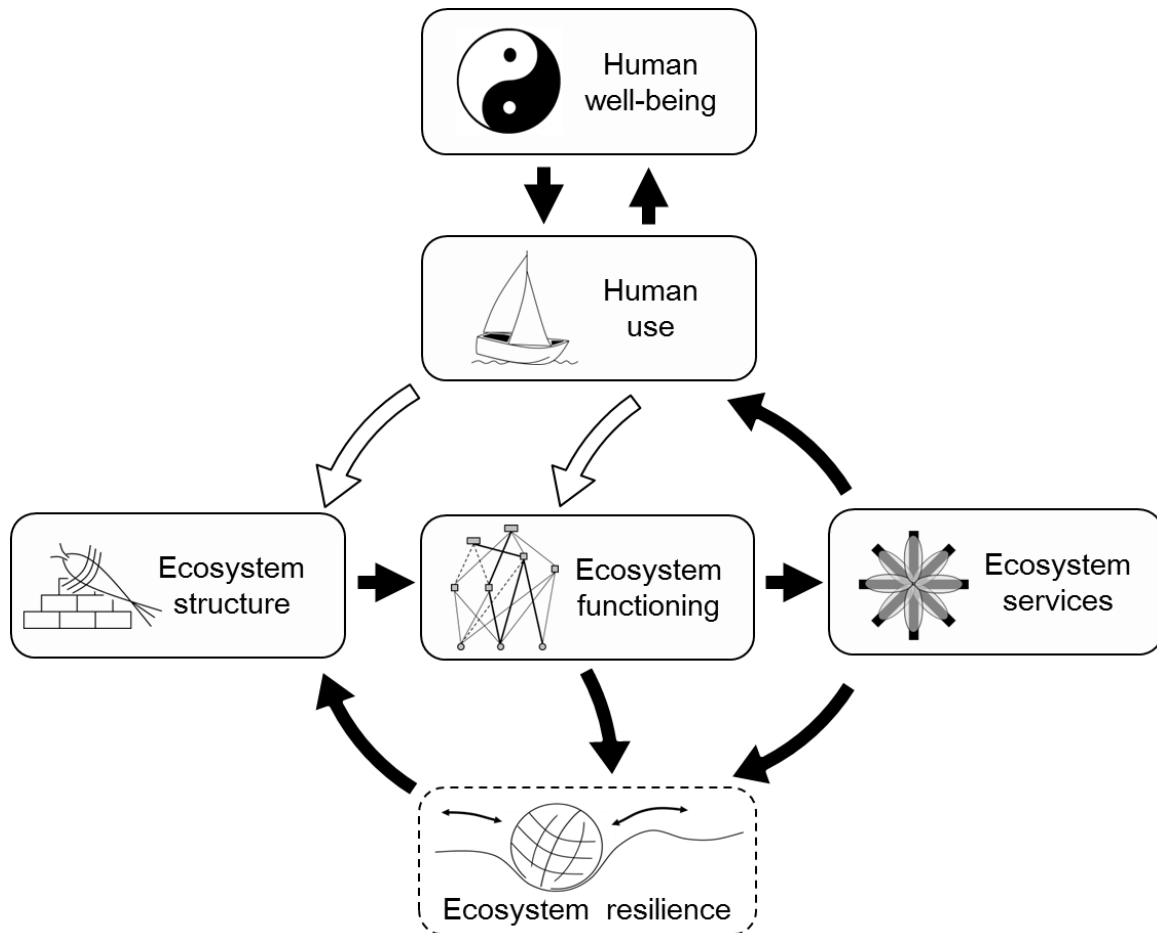 Human
well-being
Human
use
Ecosystem
structure
Ecosystem
functioning
Ecosystem
services
Ecosystem resilience